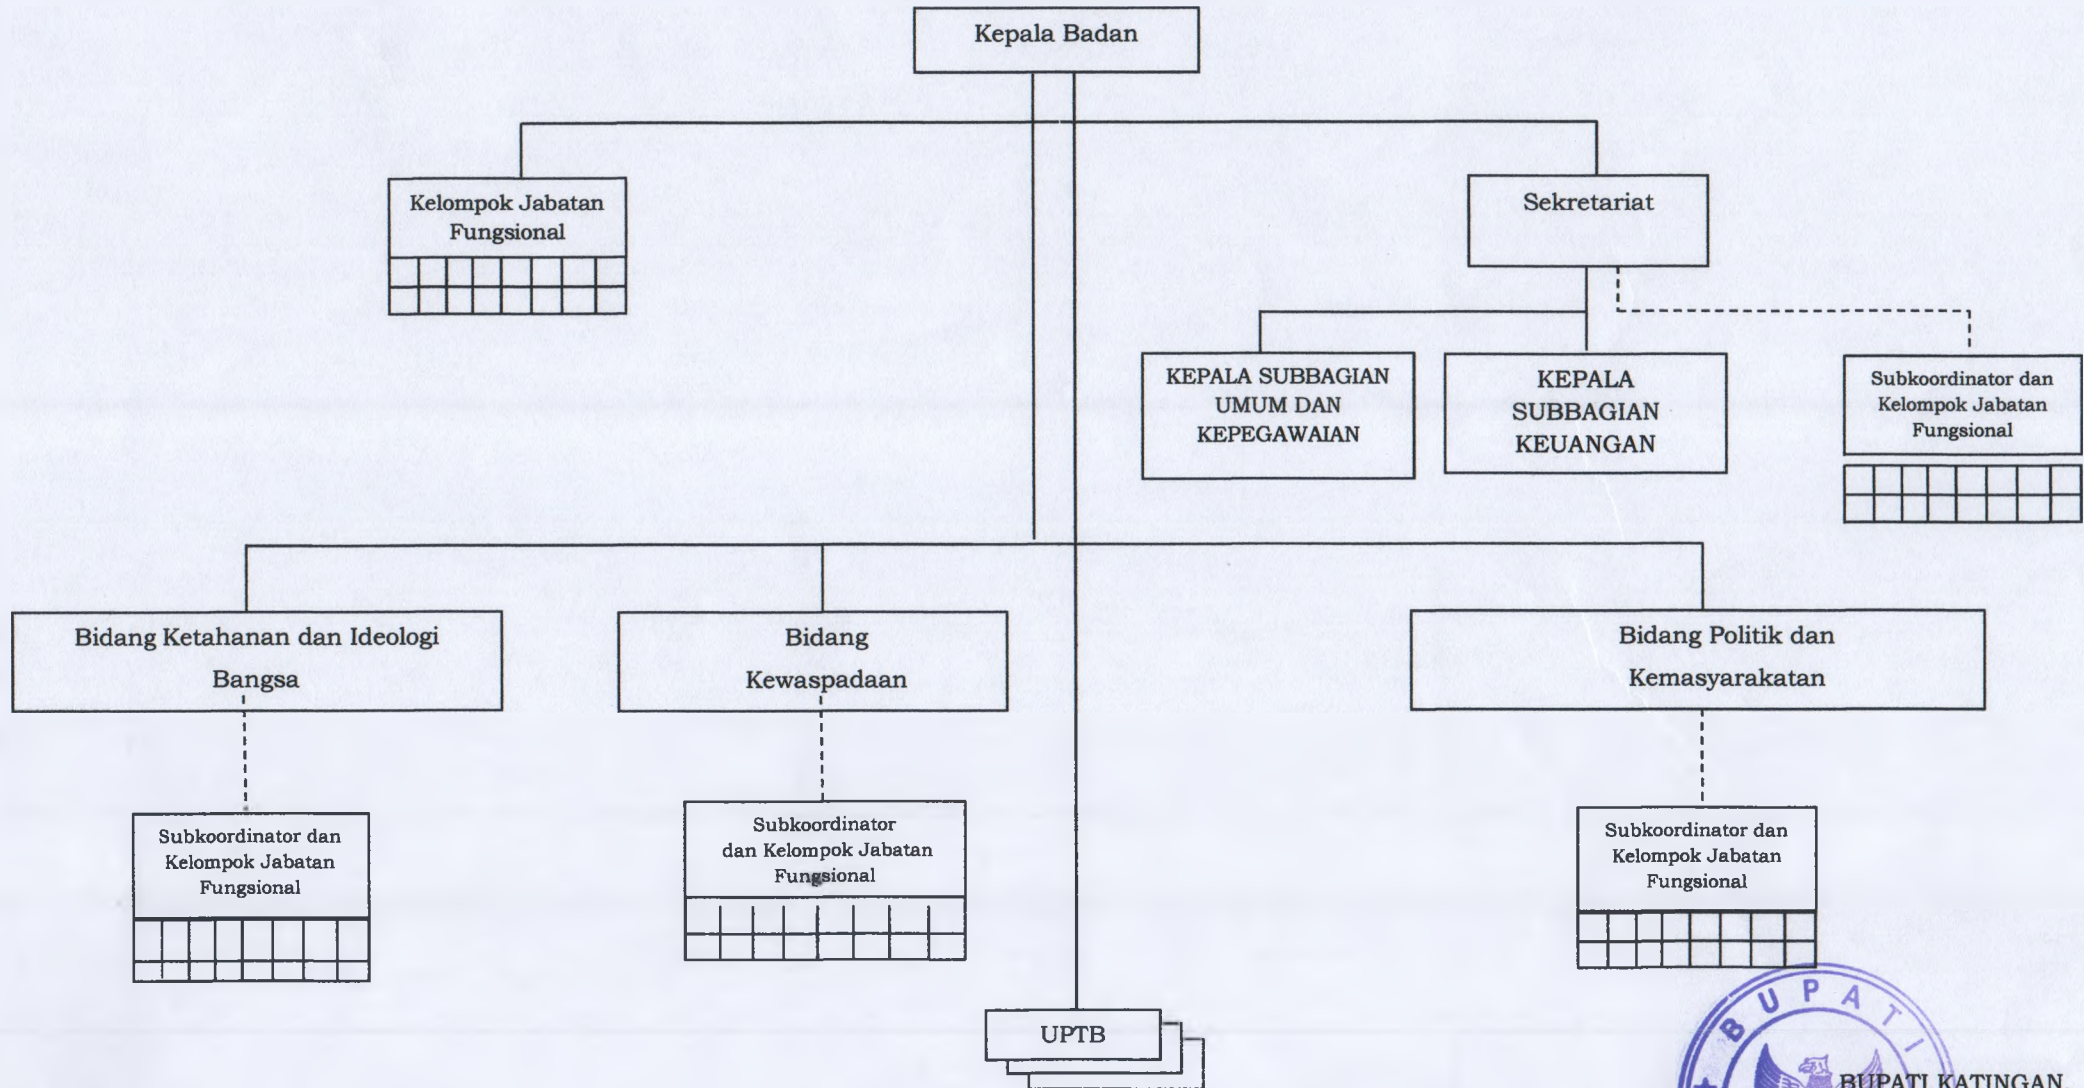 Kepala Badan
Kelompok Jabatan
Fungsional
Sekretariat
KEPALA SUBBAGIAN
UMUM DAN
KEPEGAWAIAN
KEPALA
SUBBAGIAN
KEUANGAN
Subkoordinator dan
Kelompok Jabatan
Fungsional
Bidang Ketahanan dan Ideologi
Bangsa
Bidang
Kewaspadaan
Bidang Politik dan
Kemasyarakatan
Subkoordinator dan
Kelompok Jabatan
Fungsional
Subkoordinator
dan Kelompok Jabatan
Fungsional
Subkoordinator dan
Kelompok Jabatan
Fungsional
UPTB
BUPATI
BUPATI KATINGAN,